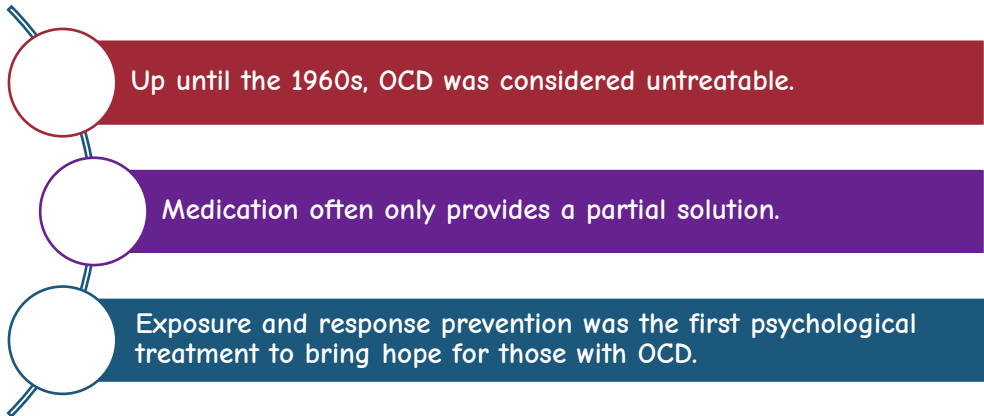 Up until the 1960s, OCD was considered untreatable.
Medication often only provides a partial solution.
Exposure and response prevention was the first psychological
treatment to bring hope for those with OCD.